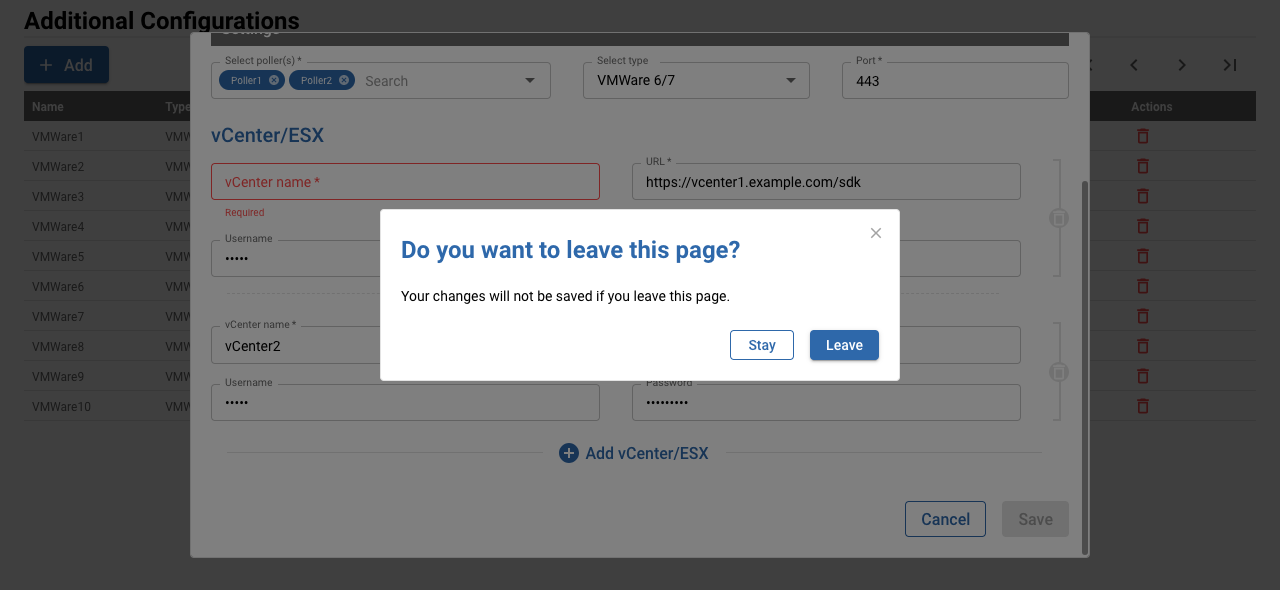 Additional Configurations
Settings
+ Add
Select poller(s) *
Poller1
Poller2
Search
Select type
VMWare 6/7
Port *
443
Name
Type
Actions
vCenter/ESX
VMWare1
VMW
VMWare2
VMW
VMWare3
VMW
VMWare4
VMW
VMWare5
VMW
VMWare6
VMW
VMWare7
VMW
VMWare8
VMW
VMWare9
VMW
VMWare10
VMW
vCenter name *
Required
URL *
https://vcenter1.example.com/sdk
Username
•••••
Do you want to leave this page?
Your changes will not be saved if you leave this page.
Stay
Leave
vCenter name *
vCenter2
Username
•••••
Password
•••••••••
Add vCenter/ESX
Cancel
Save